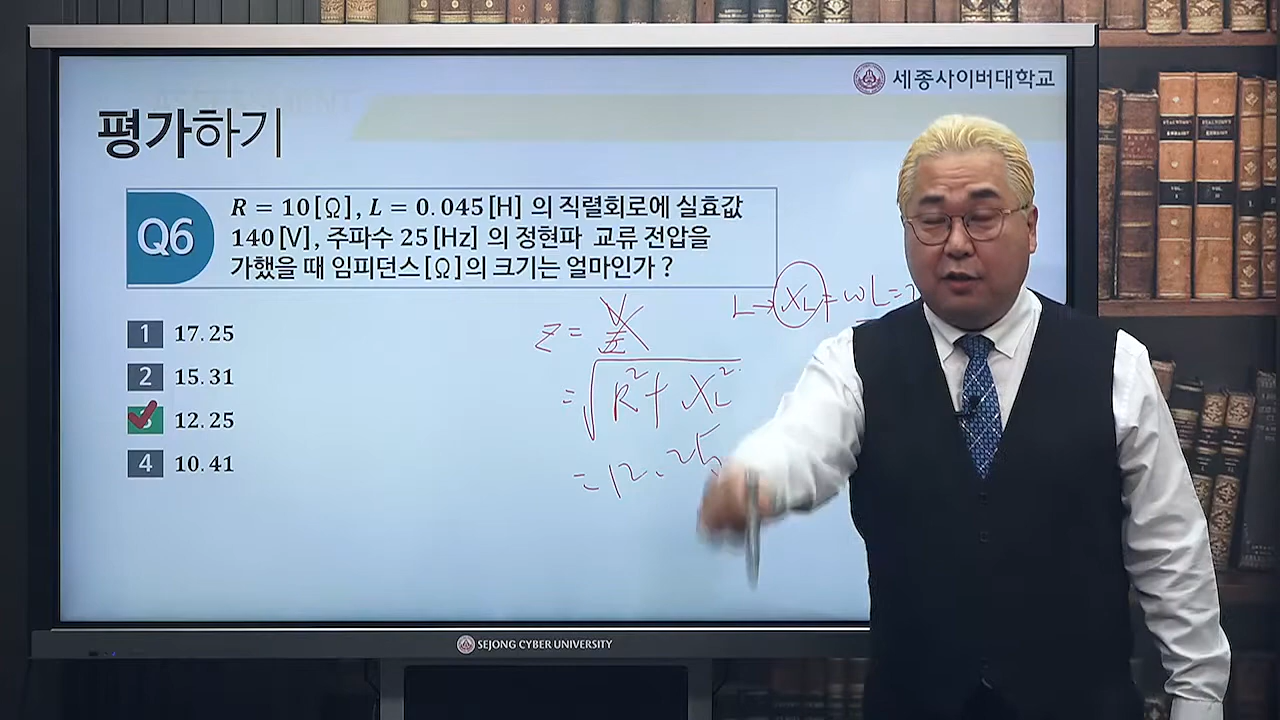 세종사이버대학교
평가하기
Q6
R = 10[Ω], L = 0.045[H] 의 직렬회로에 실효값
140[V], 주파수 25[Hz] 의 정현파 교류 전압을
가했을 때 임피던스[Ω]의 크기는 얼마인가 ?
1 17.25
2 15.31
12.25
4 10.41
L→X_L=ωL=
Z=
=√R²+X_L²
=12.25
SEJONG CYBER UNIVERSITY